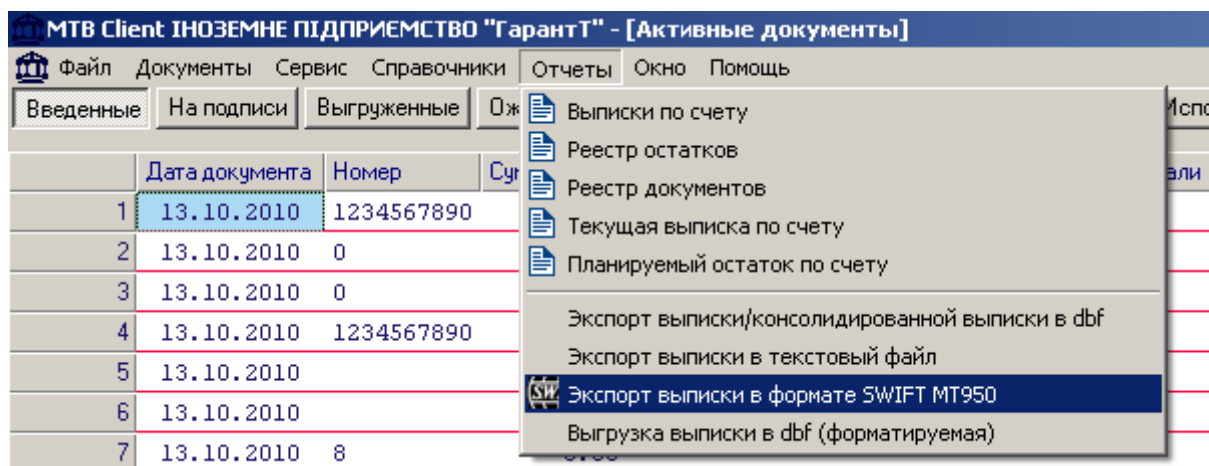 МТВ Client ІНОЗЕМНЕ ПІДПРИЄМСТВО "ГарантТ" - [Активные документы]
Файл Документы Сервис Справочники Отчеты Окно Помощь
Введенные На подписи Выгруженные
Выписки по счету
Реестр остатков
Реестр документов
Текущая выписка по счету
Планируемый остаток по счету
Экспорт выписки/консолидированной выписки в dbf
Экспорт выписки в текстовый файл
SW Экспорт выписки в формате SWIFT MT950
Выгрузка выписки в dbf (форматируемая)
Дата документа Номер
1 13.10.2010 1234567890
2 13.10.2010 0
3 13.10.2010 0
4 13.10.2010 1234567890
5 13.10.2010
6 13.10.2010
7 13.10.2010 8